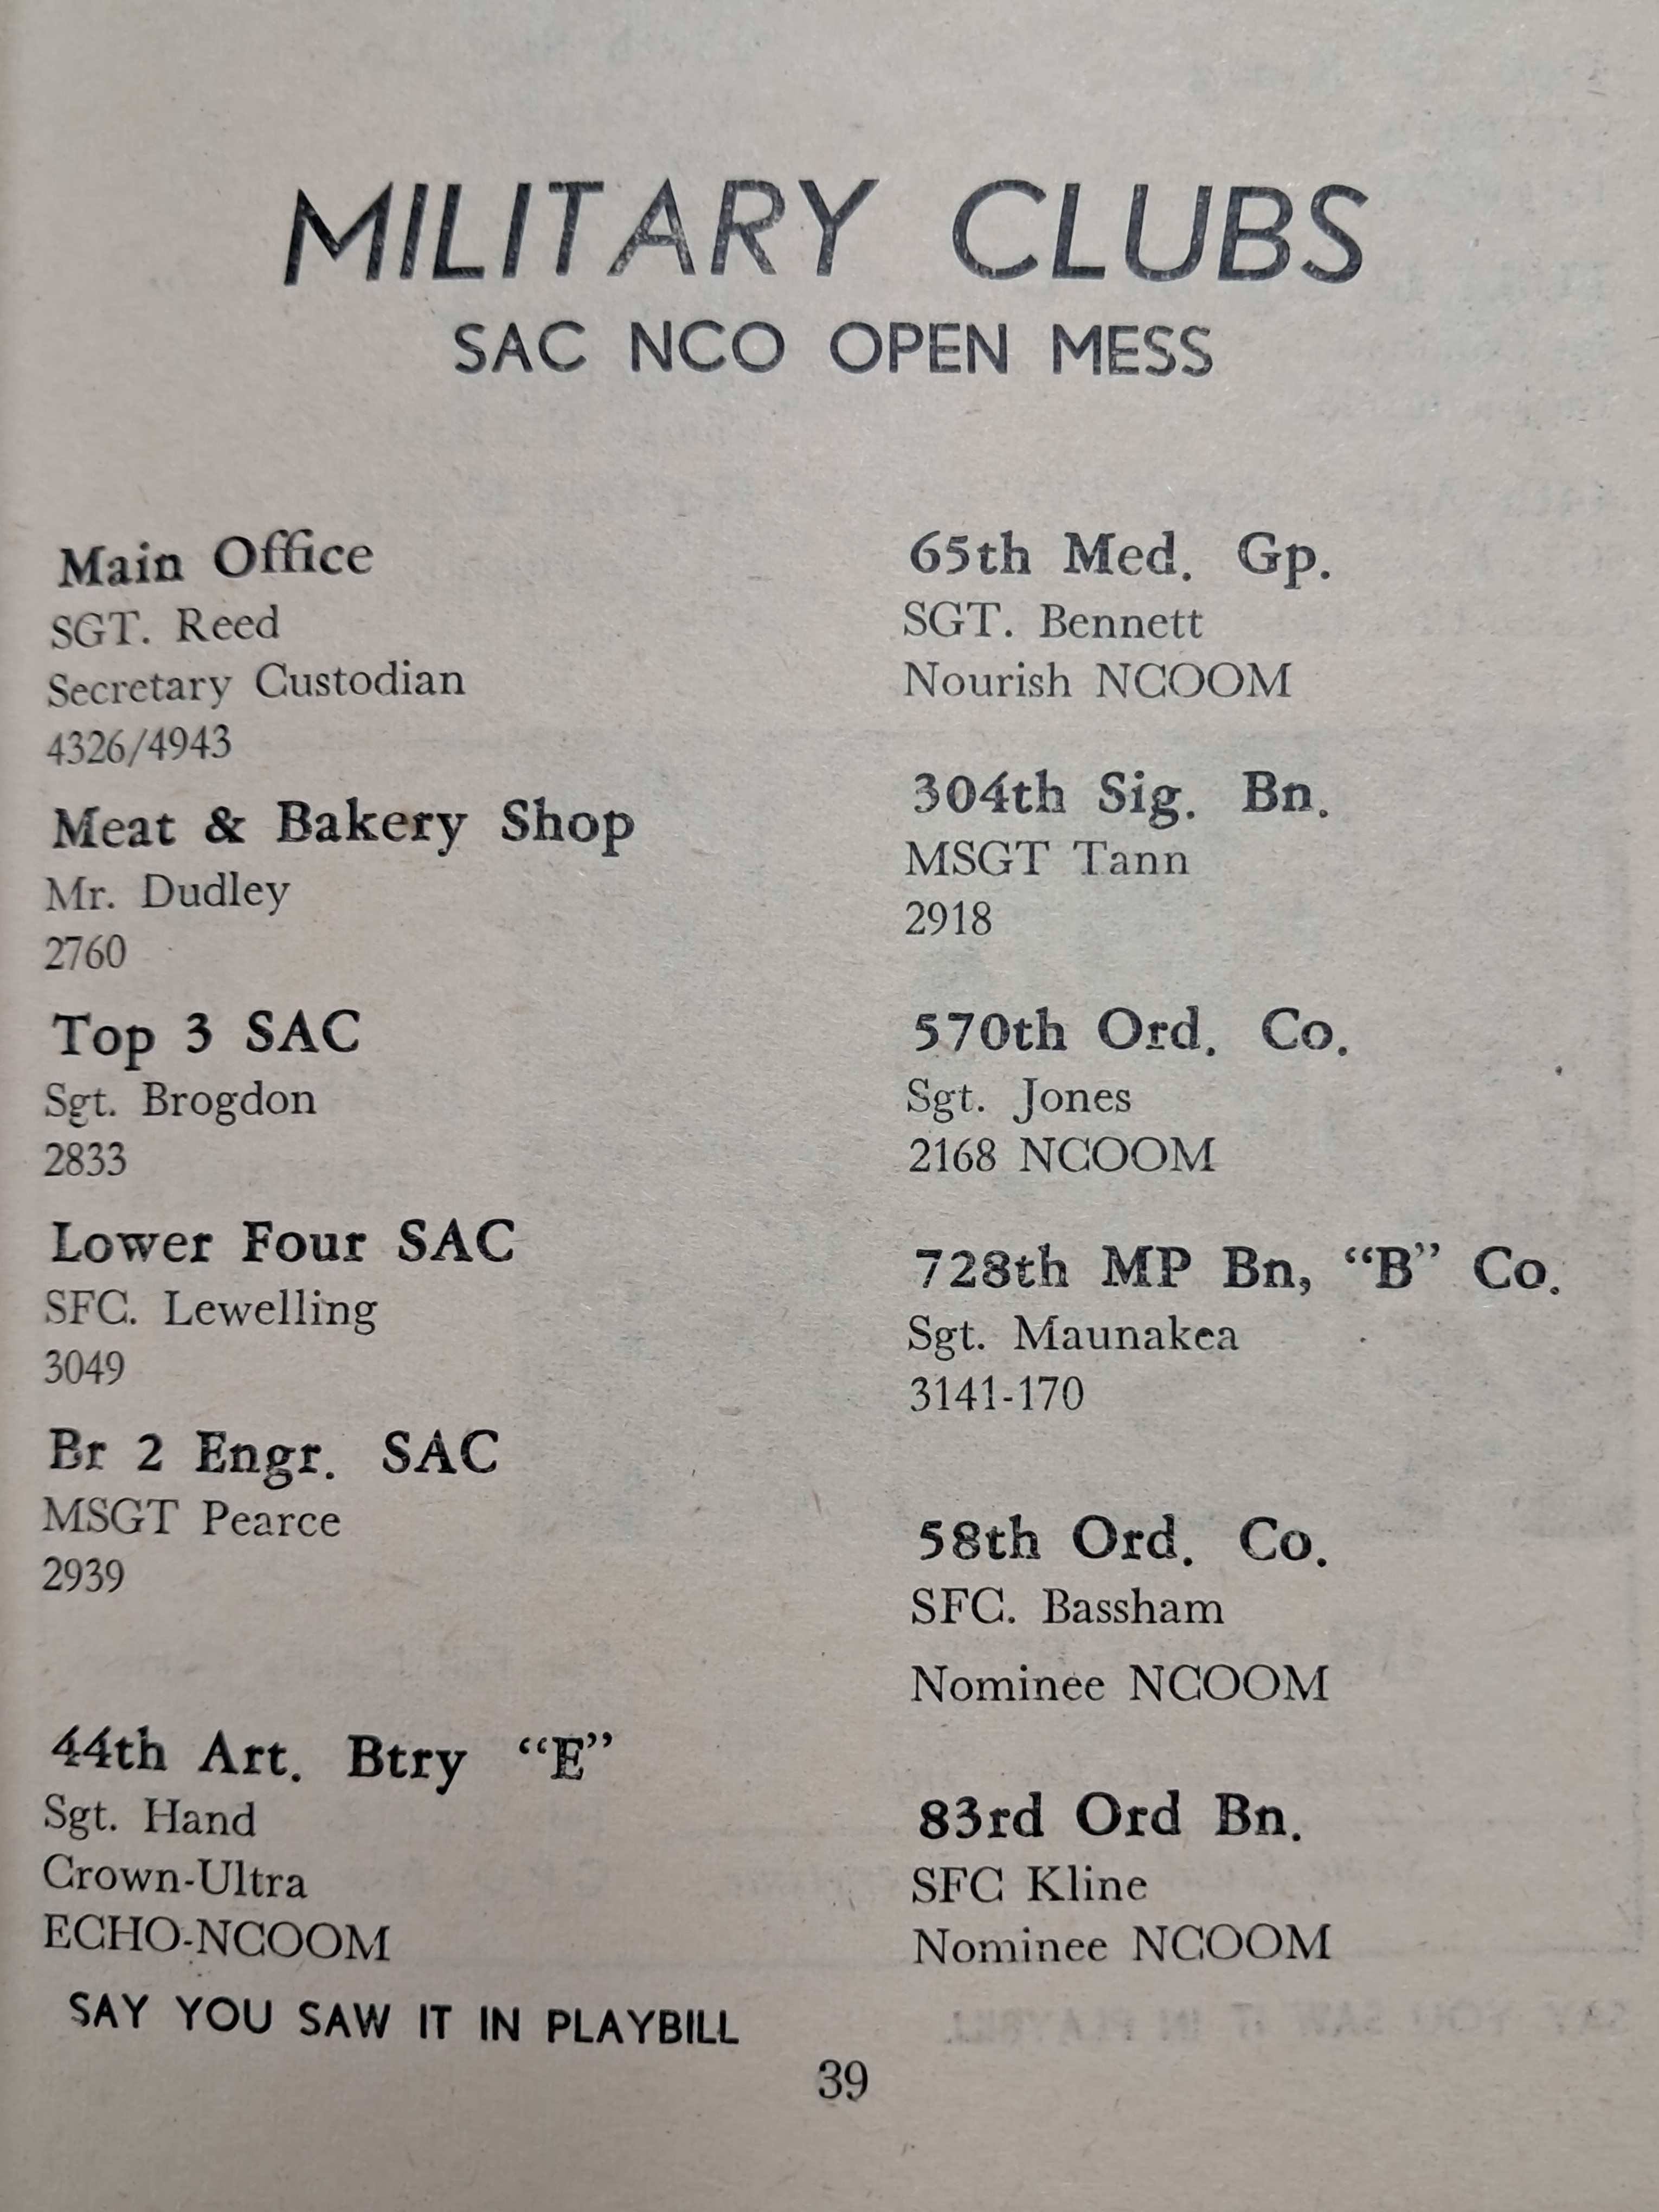 MILITARY CLUBS
SAC NCO OPEN MESS
Main Office
SGT. Reed
Secretary Custodian
4326/4943
Meat & Bakery Shop
Mr. Dudley
2760
Top 3 SAC
Sgt. Brogdon
2833
Lower Four SAC
SFC. Lewelling
3049
Br 2 Engr. SAC
MSGT Pearce
2939
44th Art. Btry “E”
Sgt. Hand
Crown-Ultra
ECHO-NCOOM
65th Med. Gp.
SGT. Bennett
Nourish NCOOM
304th Sig. Bn.
MSGT Tann
2918
570th Ord. Co.
Sgt. Jones
2168 NCOOM
728th MP Bn, “B” Co.
Sgt. Maunakea
3141-170
58th Ord. Co.
SFC. Bassham
Nominee NCOOM
83rd Ord Bn.
SFC Kline
Nominee NCOOM
SAY YOU SAW IT IN PLAYBILL
39